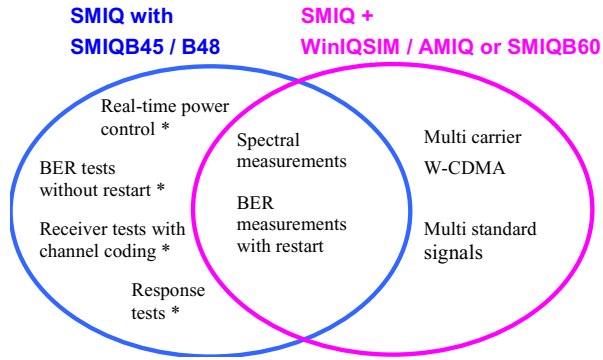 SMIQ with
SMIQB45 / B48
SMIQ +
WinIQSIM / AMIQ or SMIQB60
Real-time power
control *
BER tests
without restart *
Receiver tests with
channel coding *
Response
tests *
Spectral
measurements
BER
measurements
with restart
Multi carrier
W-CDMA
Multi standard
signals